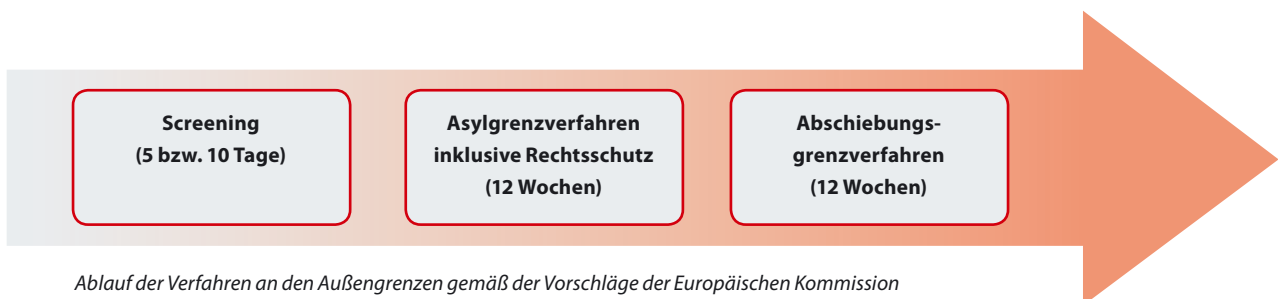 Screening
(5 bzw. 10 Tage)
Asylgrenzverfahren
inklusive Rechtsschutz
(12 Wochen)
Abschiebungs-
grenzverfahren
(12 Wochen)
Ablauf der Verfahren an den Außengrenzen gemäß der Vorschläge der Europäischen Kommission